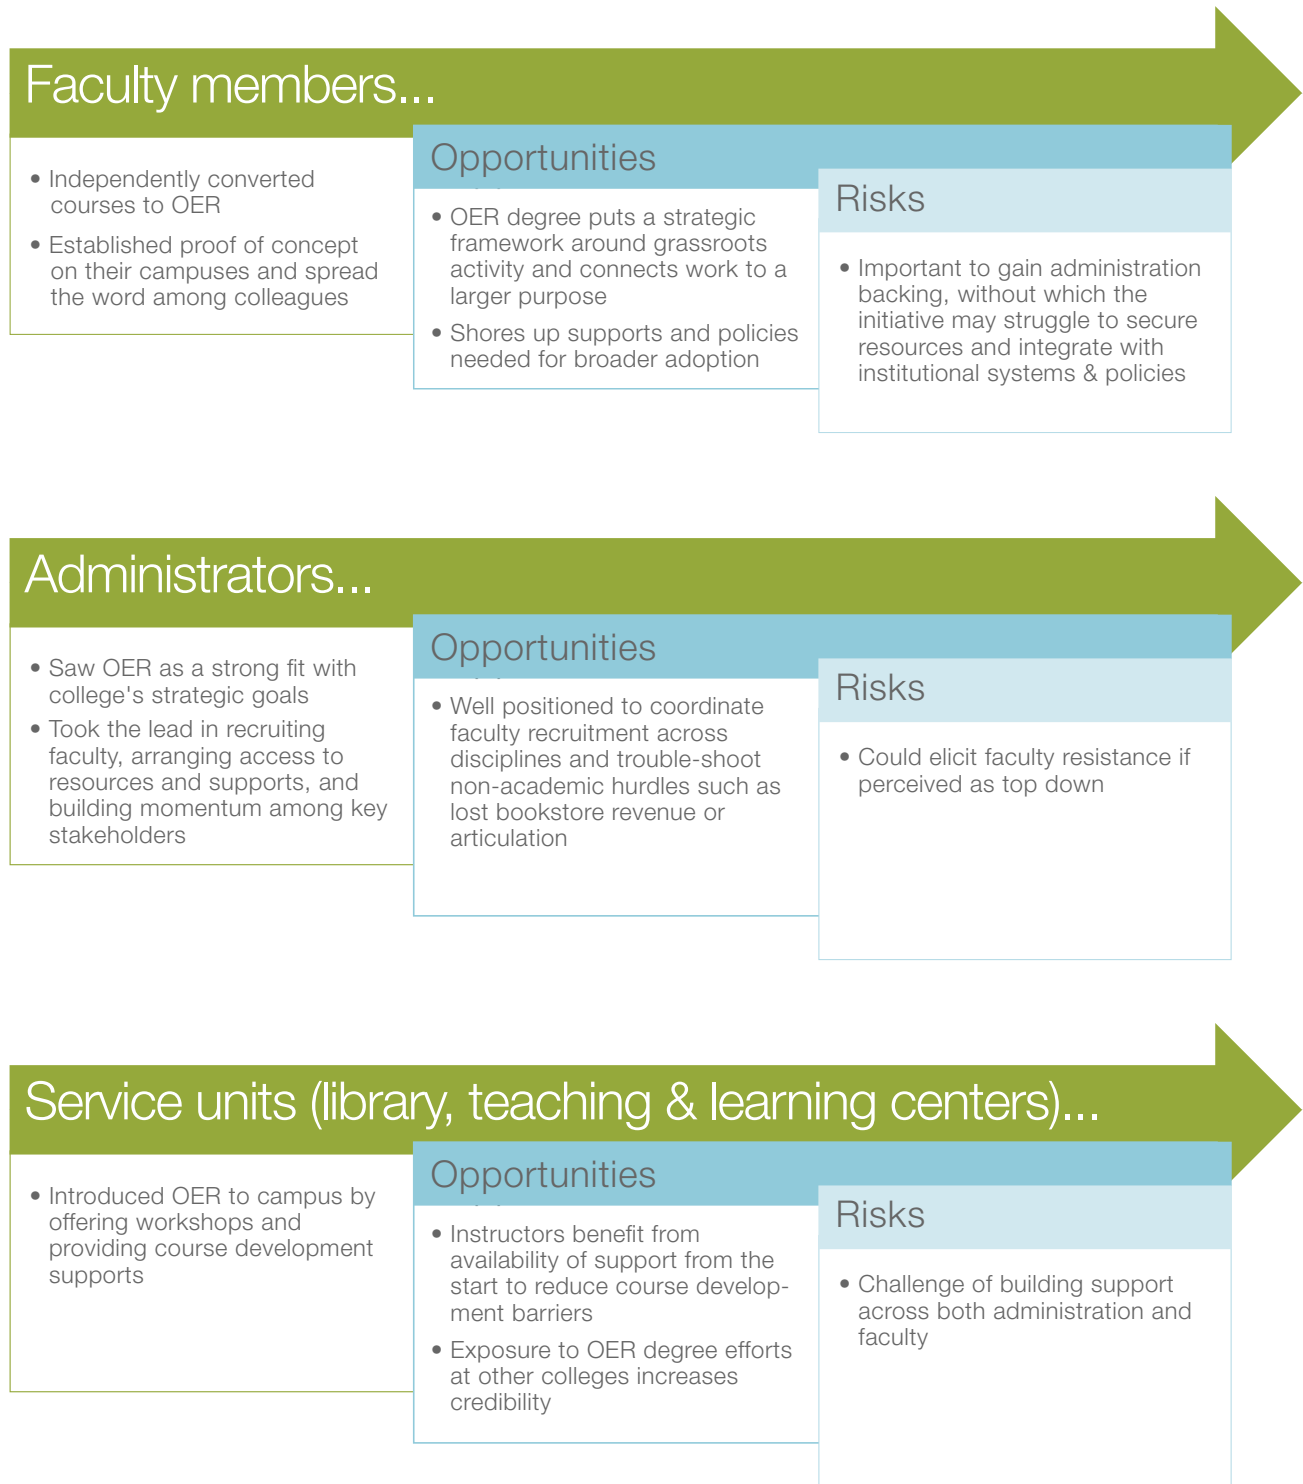 Faculty members...
• Independently converted
courses to OER
• Established proof of concept
on their campuses and spread
the word among colleagues
Opportunities
• OER degree puts a strategic
framework around grassroots
activity and connects work to a
larger purpose
• Shores up supports and policies
needed for broader adoption
Risks
• Important to gain administration
backing, without which the
initiative may struggle to secure
resources and integrate with
institutional systems & policies
Administrators...
• Saw OER as a strong fit with
college's strategic goals
• Took the lead in recruiting
faculty, arranging access to
resources and supports, and
building momentum among key
stakeholders
Opportunities
• Well positioned to coordinate
faculty recruitment across
disciplines and trouble-shoot
non-academic hurdles such as
lost bookstore revenue or
articulation
Risks
• Could elicit faculty resistance if
perceived as top down
Service units (library, teaching & learning centers)...
• Introduced OER to campus by
offering workshops and
providing course development
supports
Opportunities
• Instructors benefit from
availability of support from the
start to reduce course develop-
ment barriers
• Exposure to OER degree efforts
at other colleges increases
credibility
Risks
• Challenge of building support
across both administration and
faculty